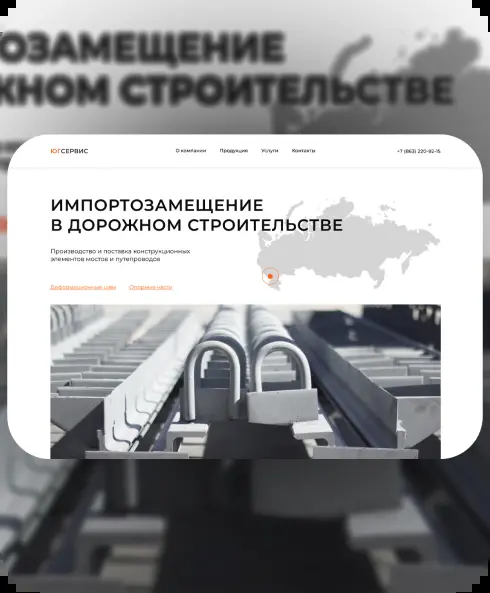 ОЗАМЕЩЕНИЕ
ЖНОМ СТРОИТЕЛЬСТВЕ
ЮГСЕРВИС
О компании Продукция Услуги Контакты
+7 (863) 220-92-15
ИМПОРТОЗАМЕЩЕНИЕ
В ДОРОЖНОМ СТРОИТЕЛЬСТВЕ
Производство и поставка конструкционных
элементов мостов и путепроводов
Деформационные швы Опорные части